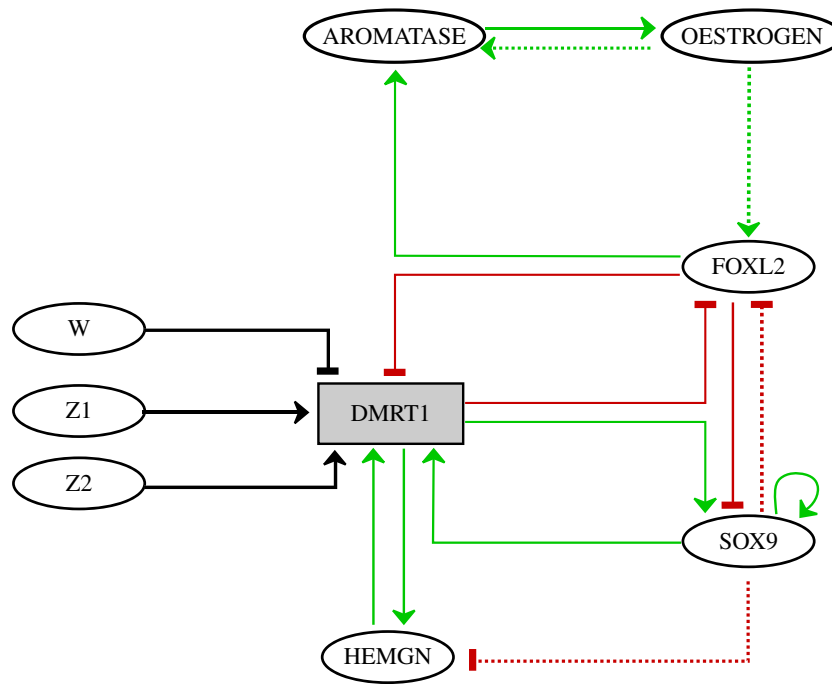 AROMATASE
OESTROGEN
FOXL2
W
Z1
DMRT1
Z2
SOX9
HEMGN